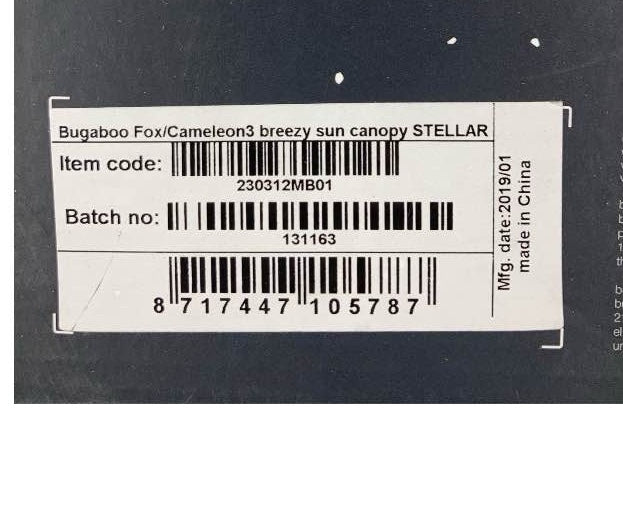 Bugaboo Fox/Cameleon3 breezy sun canopy STELLAR
Item code:
230312MB01
Batch no:
131163
8 717447 105787
Mfg. date:2019/01
made in China